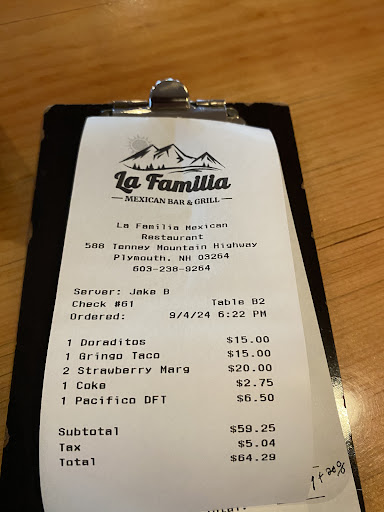 La Familia
MEXICAN BAR & GRILL
La Familia Mexican
Restaurant
588 Tenney Mountain Highway
Plymouth, NH 03264
603-238-9264
Server: Jake B
Check #61 Table B2
Ordered: 9/4/24 6:22 PM
1 Doraditos $15.00
1 Gringo Taco $15.00
2 Strawberry Marg $20.00
1 Coke $2.75
1 Pacifico DFT $6.50
Subtotal $59.25
Tax $5.04
Total $64.29